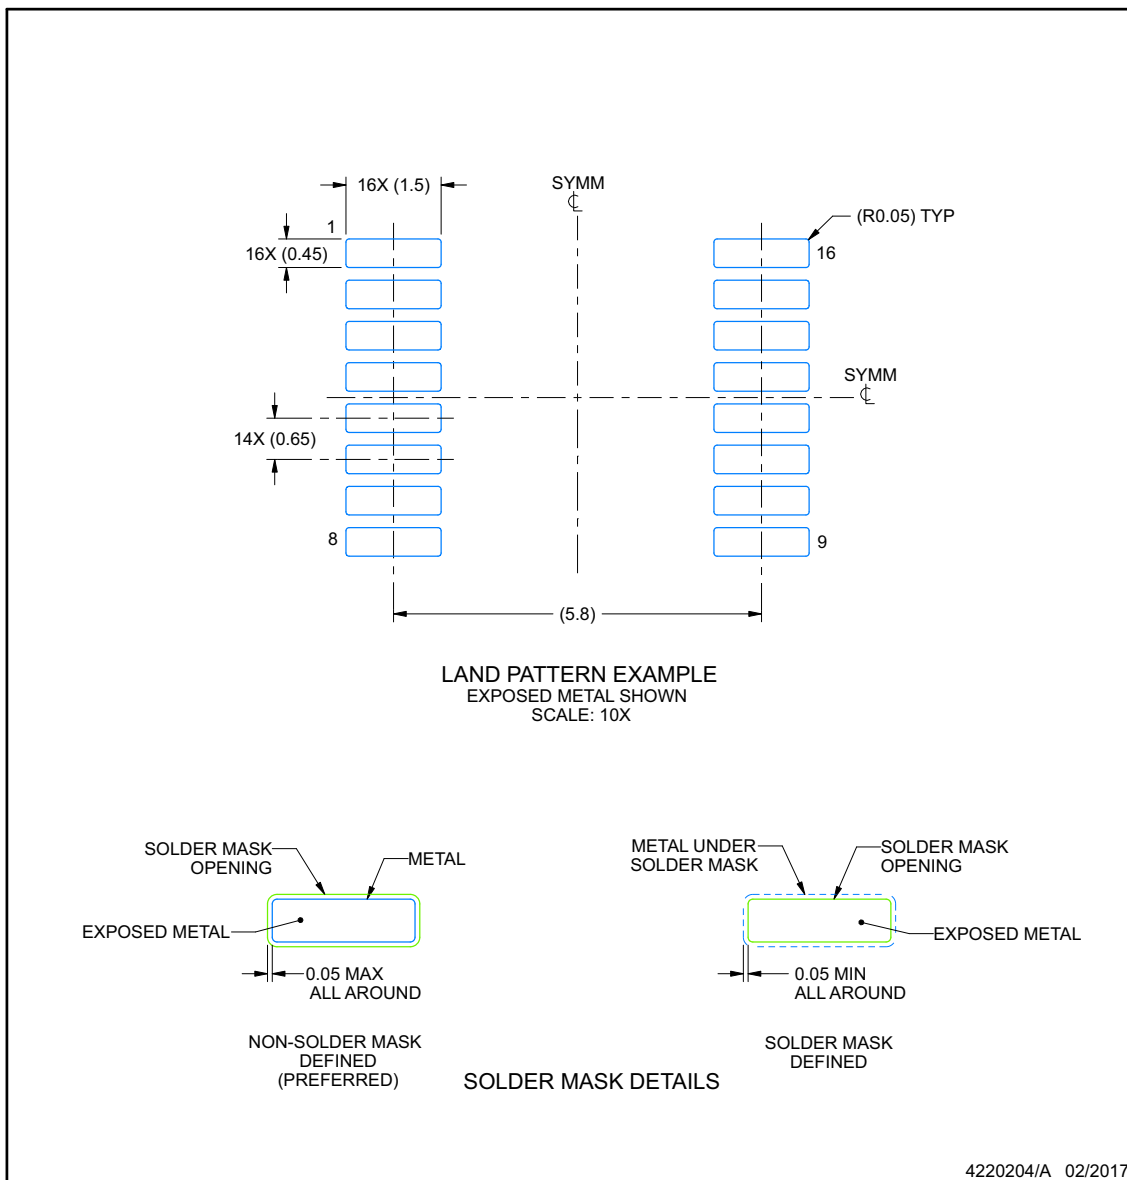 16X (1.5)
SYMM
℄
(R0.05) TYP
1
16X (0.45)
16
SYMM
℄
14X (0.65)
8
9
(5.8)
LAND PATTERN EXAMPLE
EXPOSED METAL SHOWN
SCALE: 10X
SOLDER MASK
OPENING
METAL
EXPOSED METAL
0.05 MAX
ALL AROUND
NON-SOLDER MASK
DEFINED
(PREFERRED)
METAL UNDER
SOLDER MASK
SOLDER MASK
OPENING
EXPOSED METAL
0.05 MIN
ALL AROUND
SOLDER MASK
DEFINED
SOLDER MASK DETAILS
4220204/A 02/2017